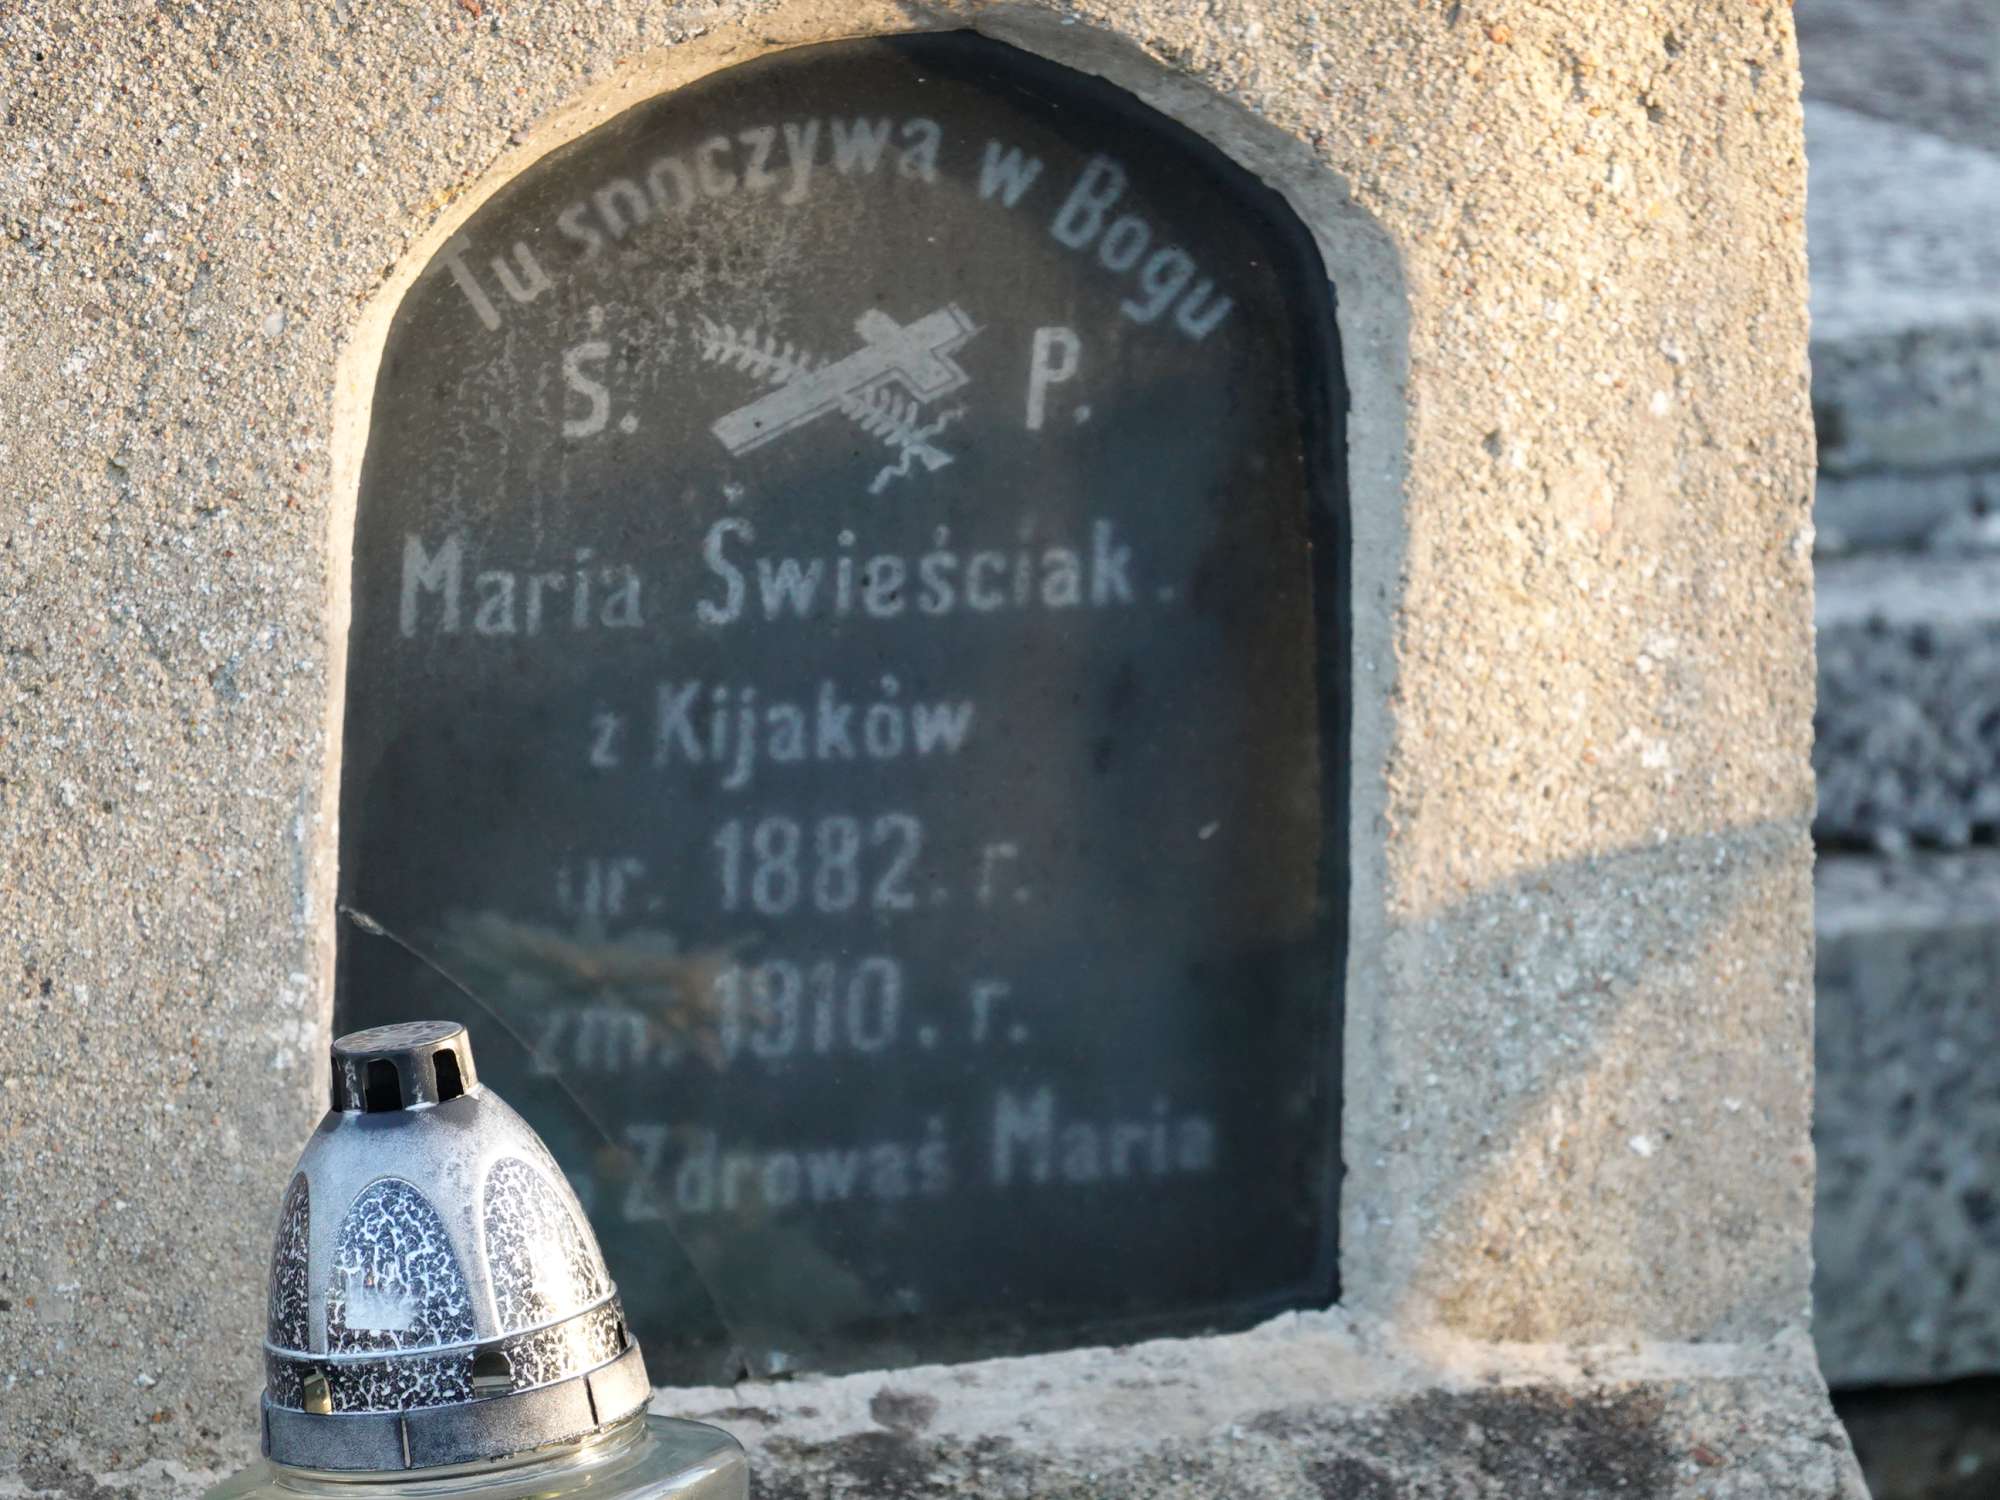 Tu spoczywa w Bogu
Ś. P.
Maria Świeściak.
z Kijaków
ur. 1882. r.
zm. 1910. r.
Zdrowaś Maria